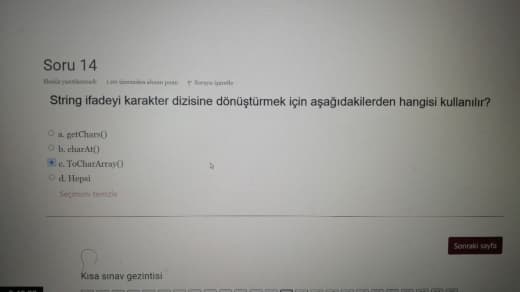 Soru 14
Henüz yanıtlanmadı 1,00 üzerinden alınan puan Soruyu işaretle
String ifadeyi karakter dizisine dönüştürmek için aşağıdakilerden hangisi kullanılır?
a. getChars()
b. charAt()
c. ToCharArray()
d. Hepsi
Seçimimi temizle
Sonraki sayfa
Kısa sınav gezintisi